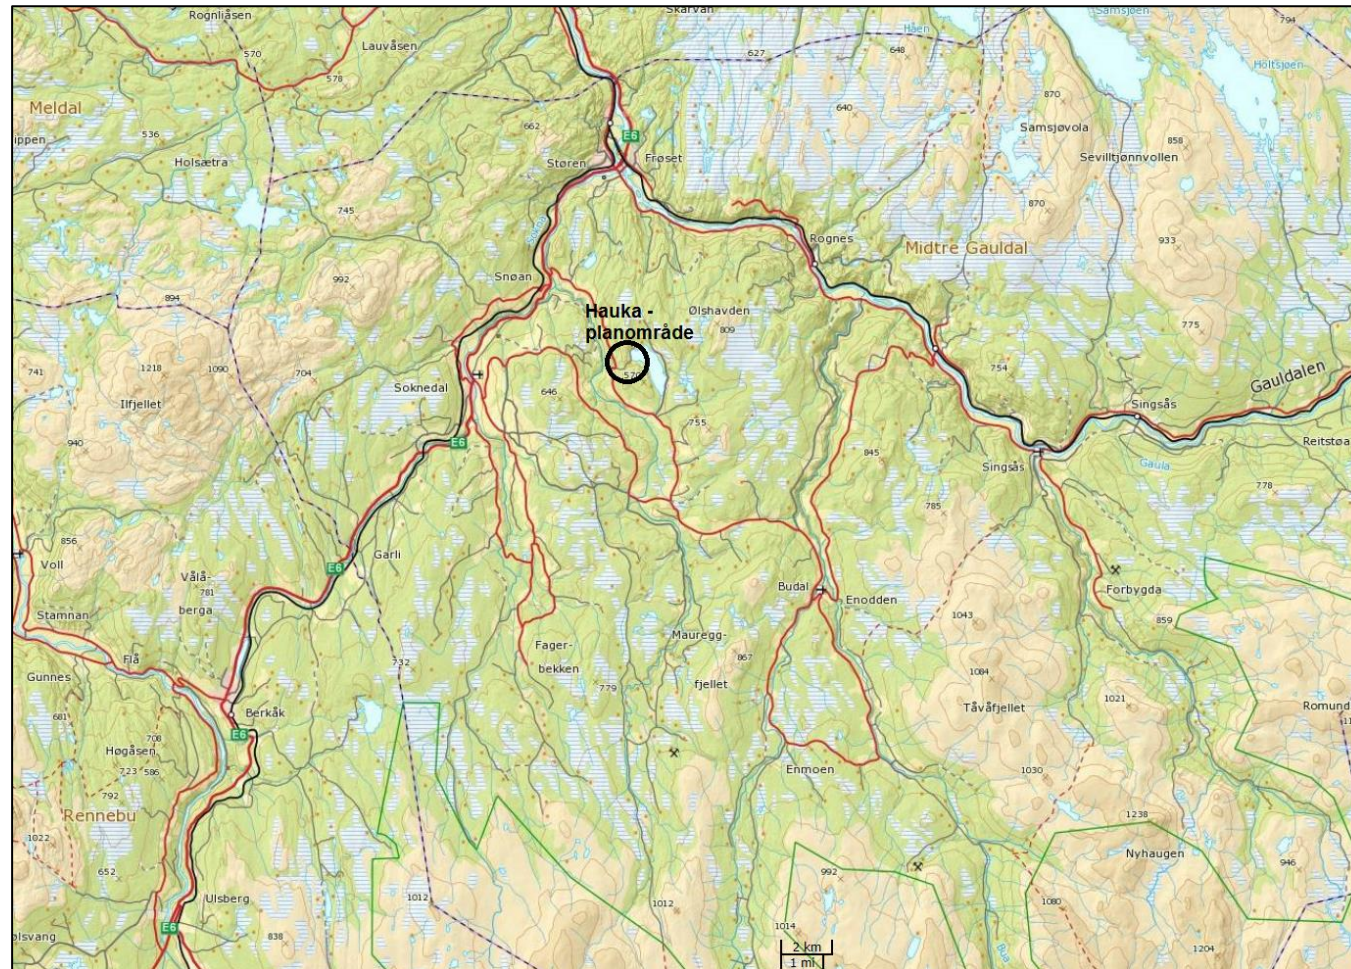 Rognliåsen
Skarvan
Samsjøen
Håen
794
570
Lauvåsen
627
648
Holtsjøen
578
Meldal
870
640
662
E6
Samsjøvola
536
858
ippen
Støren
Frøset
Sevilltjønnvollen
Holsætra
745
870
Rognes
Midtre Gauldal
933
992
Snøan
894
Hauka -
planområde
Ølshavden
809
775
741
1218
1090
704
570
754
Gauldalen
Soknedal
646
Ilfjellet
Singsås
755
940
E6
Reitstøa
845
Singsås
Gaula
778
785
856
Garli
Voll
E6
Vålå-
781
berga
Budal
Enodden
Forbygda
Stamnan
1043
859
Mauregg-
Flå
Fager-
732
bekken
867
Gunnes
1084
779
fjellet
1021
Romund
681
Berkåk
Tåvåfjellet
708
E6
Høgåsen
723
586
Enmoen
1030
792
1238
Rennebu
1022
Nyhaugen
946
652
992
Ulsberg
1012
1012
1080
E6
1014
ølsvang
838
2 km
1204
Bua
1 mi